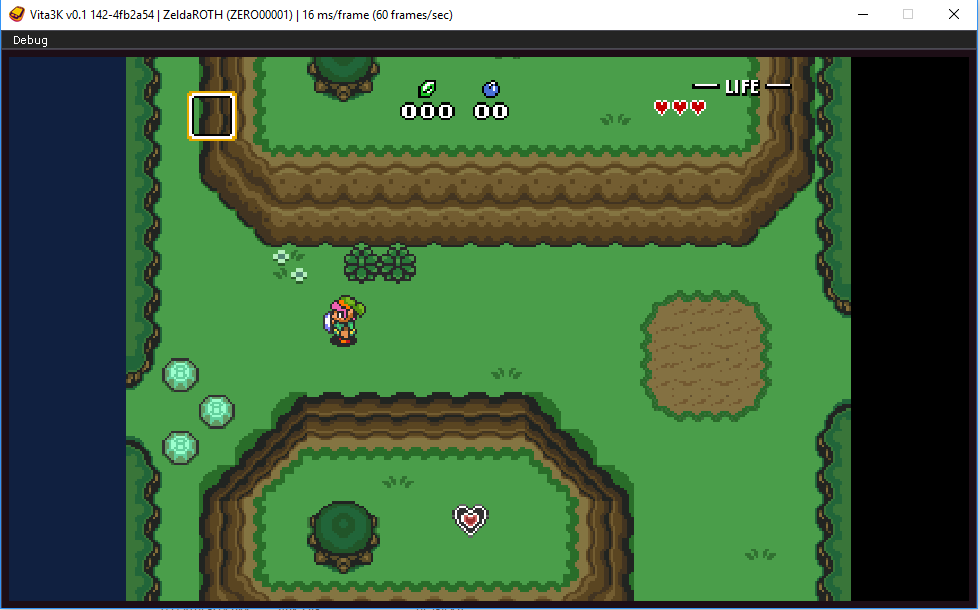 Vita3K v0.1 142-4fb2a54 | ZeldaROTH (ZERO00001) | 16 ms/frame (60 frames/sec)
Debug
LIFE
000 00